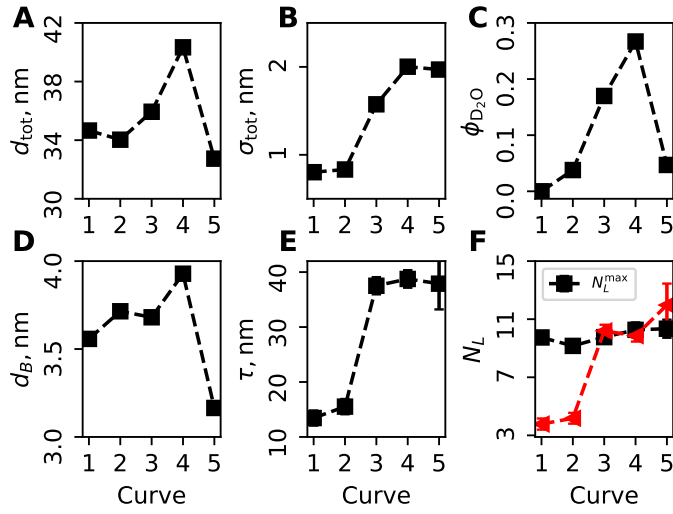 A
d_tot, nm
42
38
34
30
1 2 3 4 5
B
σ_tot, nm
2
1
1 2 3 4 5
C
ϕ_D₂O
0.3
0.2
0.1
0.0
1 2 3 4 5
D
d_B, nm
4.0
3.5
3.0
1 2 3 4 5
Curve
E
τ, nm
40
30
20
10
1 2 3 4 5
Curve
F
N_L
15
11
7
3
N_L^max
1 2 3 4 5
Curve